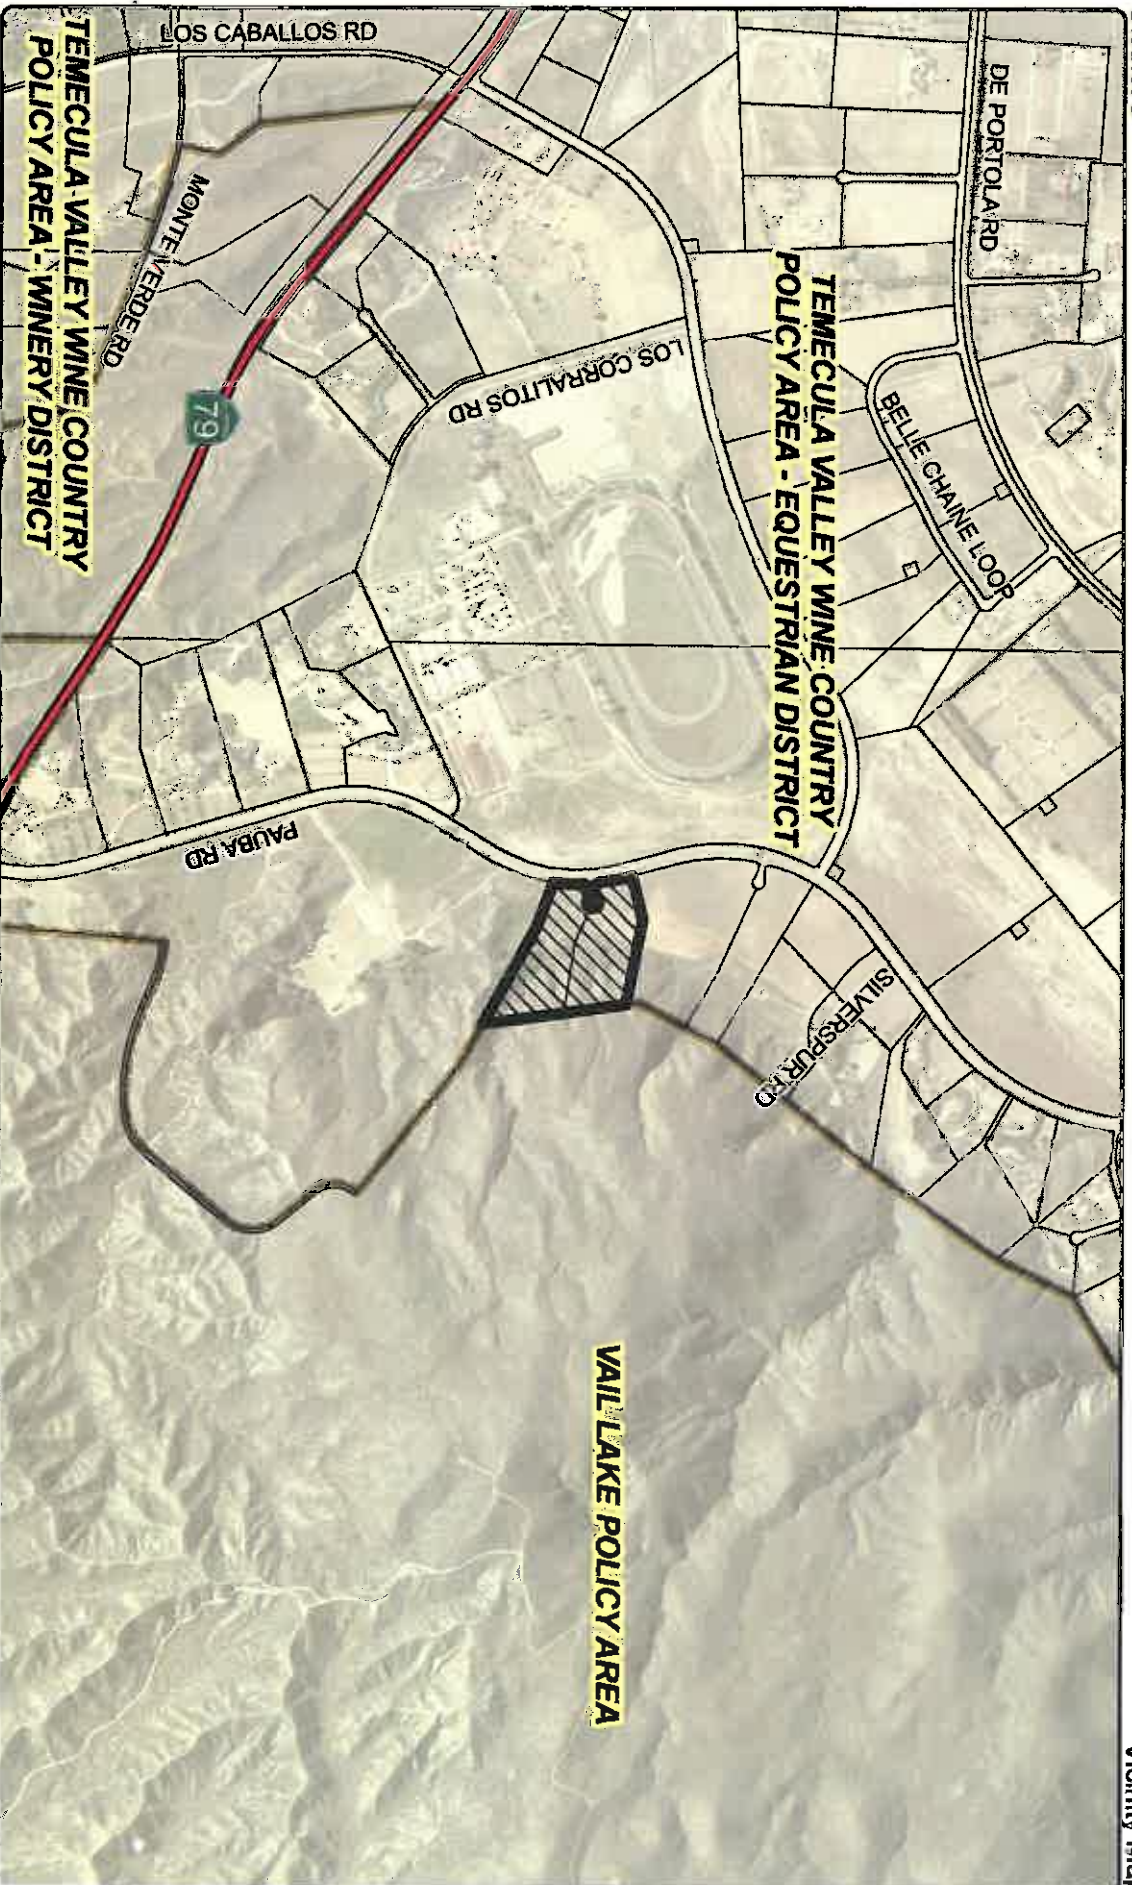 Vicinity Map
DE PORTOLA RD
BELLE CHAINE LOOP
TEMECULA VALLEY WINE COUNTRY
POLICY AREA - EQUESTRIAN DISTRICT
SILVERSPUR RD
LOS CORRALITOS RD
VAIL LAKE POLICY AREA
LOS CABALLOS RD
79
PAUBA RD
MONTE VERDE RD
TEMECULA VALLEY WINE COUNTRY
POLICY AREA - WINERY DISTRICT